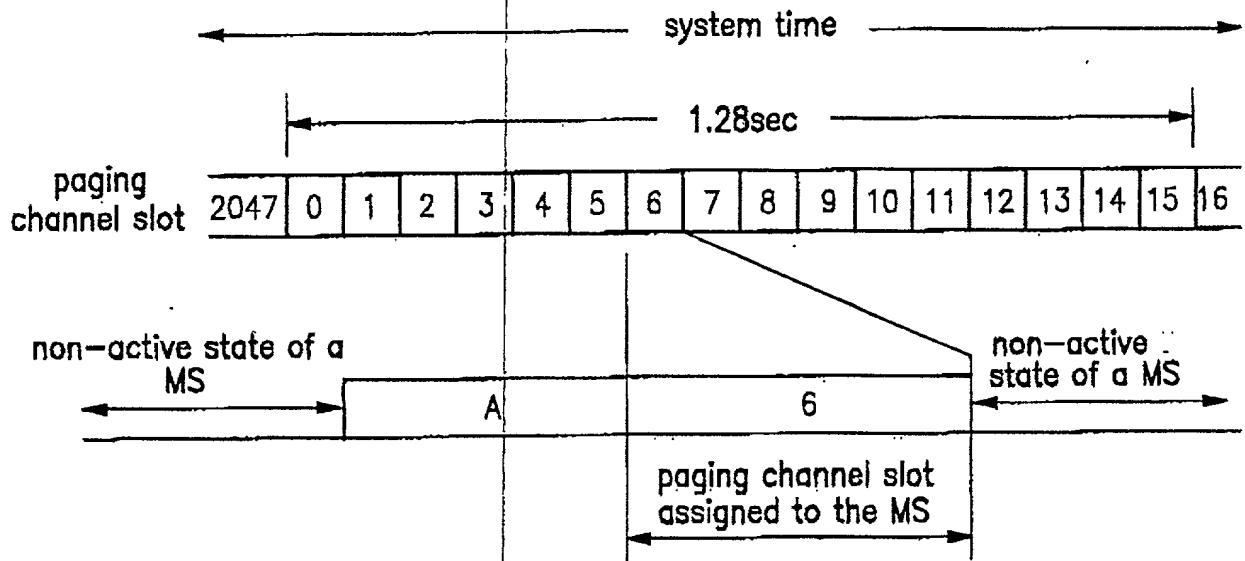 system time
1.28sec
paging
channel slot
2047 0 1 2 3 4 5 6 7 8 9 10 11 12 13 14 15 16
non-active state of a
MS
non-active
state of a MS
A 6
paging channel slot
assigned to the MS